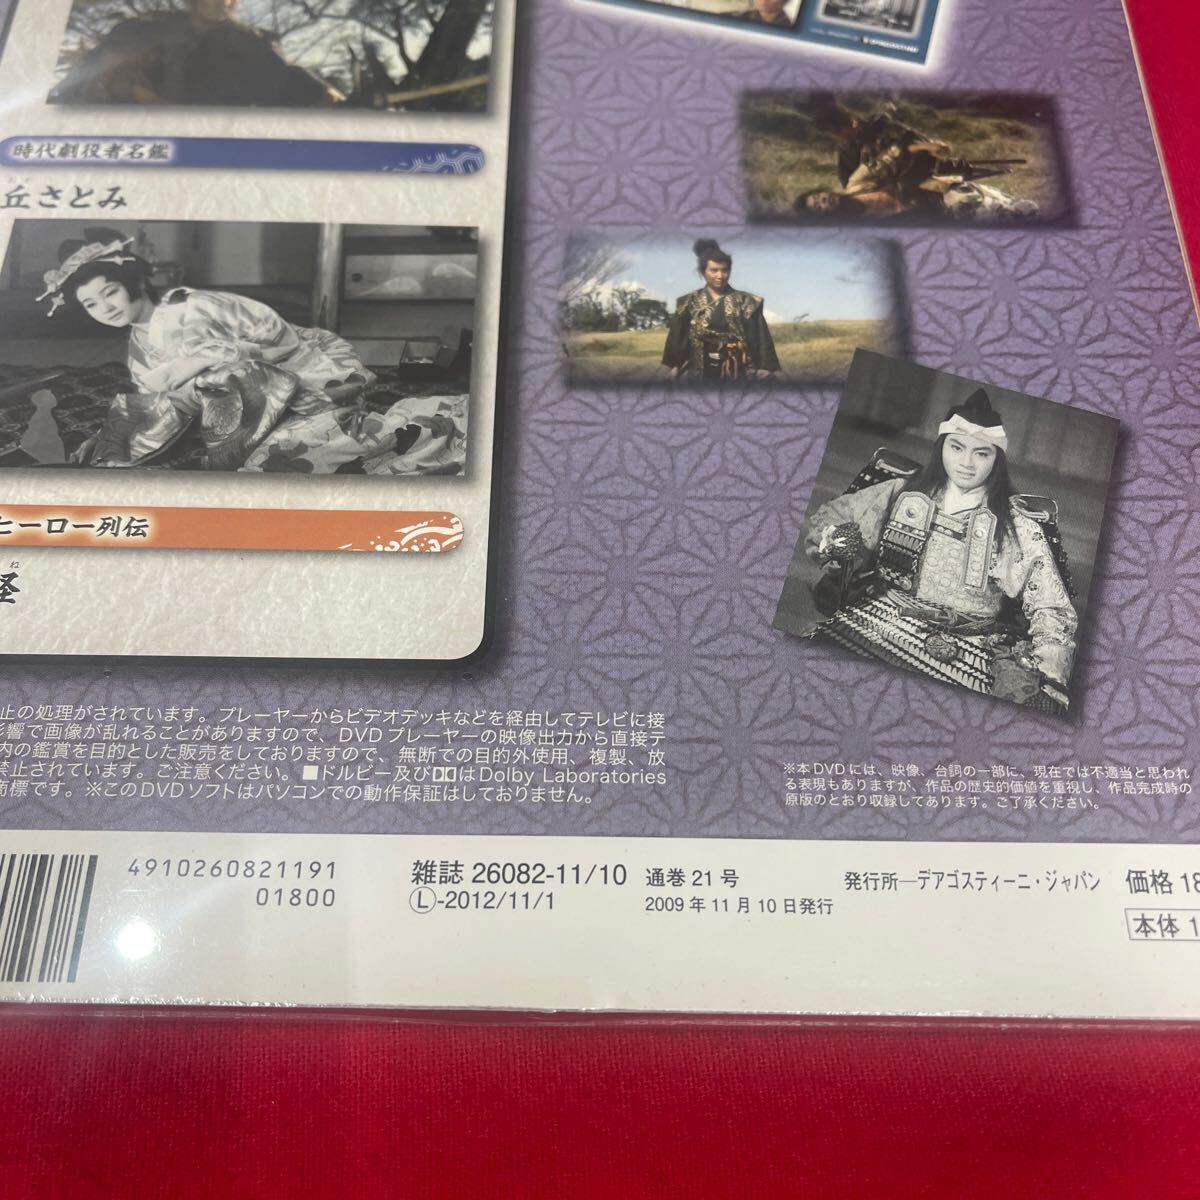 時代劇役者名鑑
丘さとみ
ヒーロー列伝
ね
怪
止の処理がされています。プレーヤーからビデオデッキなどを経由してテレビに接
影響で画像が乱れることがありますので、DVDプレーヤーの映像出力から直接テ
内の鑑賞を目的とした販売をしておりますので、無断での目的外使用、複製、放
禁止されています。ご注意ください。■ドルビー及びはDolby Laboratories
商標です。※このDVDソフトはパソコンでの動作保証はしておりません。
※本DVDには、映像、台詞の一部に、現在では不適当と思われ
る表現もありますが、作品の歴史的価値を重視し、作品完成時の
原版のとおり収録してあります。ご了承ください。
4910260821191
01800
雑誌 26082-11/10
Ⓛ-2012/11/1
通巻 21 号
2009 年 11 月 10 日発行
発行所―デアゴスティーニ・ジャパン
価格 18
本体 1